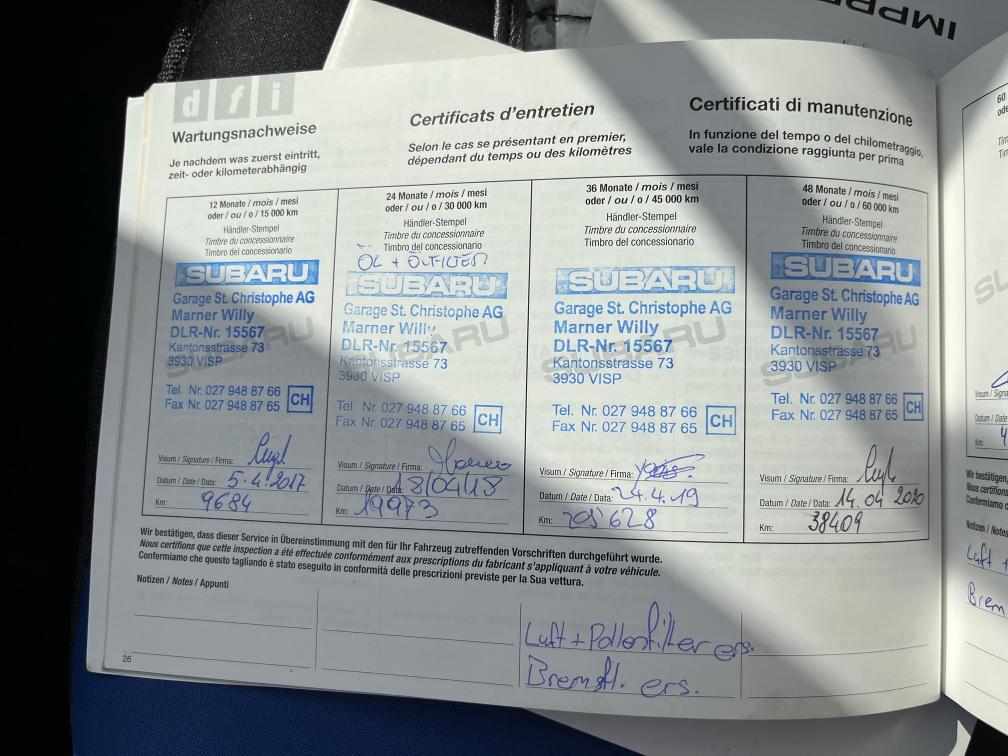 IMPRE
d f i
Wartungsnachweise
Je nachdem was zuerst eintritt,
zeit- oder kilometerabhängig
Certificats d'entretien
Selon le cas se présentant en premier,
dépendant du temps ou des kilomètres
Certificati di manutenzione
In funzione del tempo o del chilometraggio,
vale la condizione raggiunta per prima
12 Monate / mois / mesi
oder / ou / o / 15 000 km
Händler-Stempel
Timbre du concessionnaire
Timbro del concessionario
SUBARU
Garage St. Christophe AG
Marner Willy
DLR-Nr. 15567
Kantonsstrasse 73
3930 VISP
Tel. Nr. 027 948 87 66
Fax Nr. 027 948 87 65
CH
Visum / Signature / Firma:
Datum / Date / Data: 5.4.2017
Km: 9684
24 Monate / mois / mesi
oder / ou / o / 30 000 km
Händler-Stempel
Timbre du concessionnaire
Timbro del concessionario
ÖL + ÖLFILTER
SUBARU
Garage St. Christophe AG
Marner Willy
DLR-Nr. 15567
Kantonsstrasse 73
3930 VISP
Tel. Nr. 027 948 87 66
Fax Nr. 027 948 87 65
CH
Visum / Signature / Firma:
Datum / Date / Data: 18/04/18
Km: 19973
36 Monate / mois / mesi
oder / ou / o / 45 000 km
Händler-Stempel
Timbre du concessionnaire
Timbro del concessionario
SUBARU
Garage St. Christophe AG
Marner Willy
DLR-Nr. 15567
Kantonsstrasse 73
3930 VISP
Tel. Nr. 027 948 87 66
Fax Nr. 027 948 87 65
CH
Visum / Signature / Firma:
Datum / Date / Data: 24.4.19
Km:
48 Monate / mois / mesi
oder / ou / o / 60 000 km
Händler-Stempel
Timbre du concessionnaire
Timbro del concessionario
SUBARU
Garage St. Christophe AG
Marner Willy
DLR-Nr. 15567
Kantonsstrasse 73
3930 VISP
Tel. Nr. 027 948 87 66
Fax Nr. 027 948 87 65
CH
Visum / Signature / Firma:
Datum / Date / Data: 14.04 2020
Km: 38409
Wir bestätigen, dass dieser Service in Übereinstimmung mit den für Ihr Fahrzeug zutreffenden Vorschriften durchgeführt wurde.
Nous certifions que cette inspection a été effectuée conformément aux prescriptions du fabricant s'appliquant à votre véhicule.
Confermiamo che questo tagliando è stato eseguito in conformità delle prescrizioni previste per la Sua vettura.
Notizen / Notes / Appunti
Luft + Pollenfilter ers.
Bremsfl. ers.
26
60
Luft +
Brem